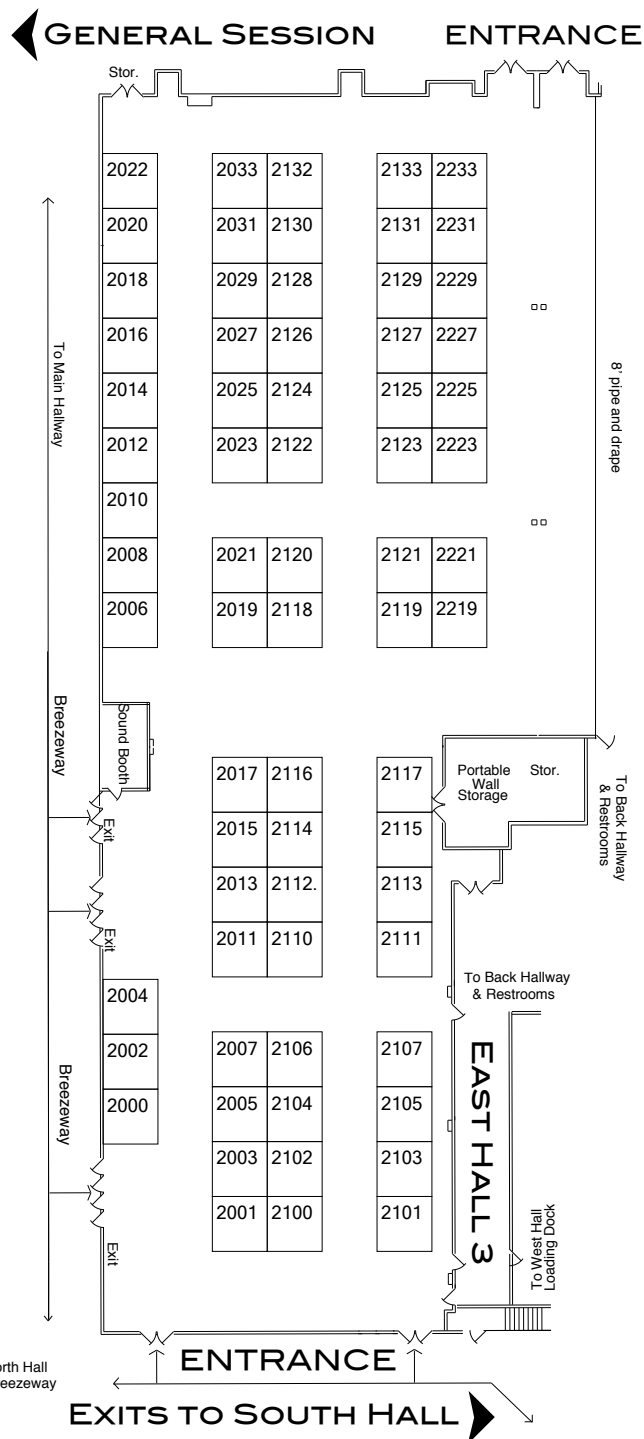 GENERAL SESSION ENTRANCE
Stor.
2022 2033 2132 2133 2233
2020 2031 2130 2131 2231
2018 2029 2128 2129 2229
2016 2027 2126 2127 2227
To Main Hallway
2014 2025 2124 2125 2225
8' pipe and drape
2012 2023 2122 2123 2223
2010
2008 2021 2120 2121 2221
2006 2019 2118 2119 2219
Breezeway
Sound Booth
2017 2116 2117
Portable
Wall
Storage
Stor.
To Back Hallway
& Restrooms
Exit
2015 2114 2115
2013 2112. 2113
Exit
2011 2110 2111
To Back Hallway
& Restrooms
2004
2002 2007 2106 2107
Breezeway
2000 2005 2104 2105
EAST HALL 3
2003 2102 2103
2001 2100 2101
Exit
To West Hall
Loading Dock
ENTRANCE
orth Hall
eezeway
EXITS TO SOUTH HALL